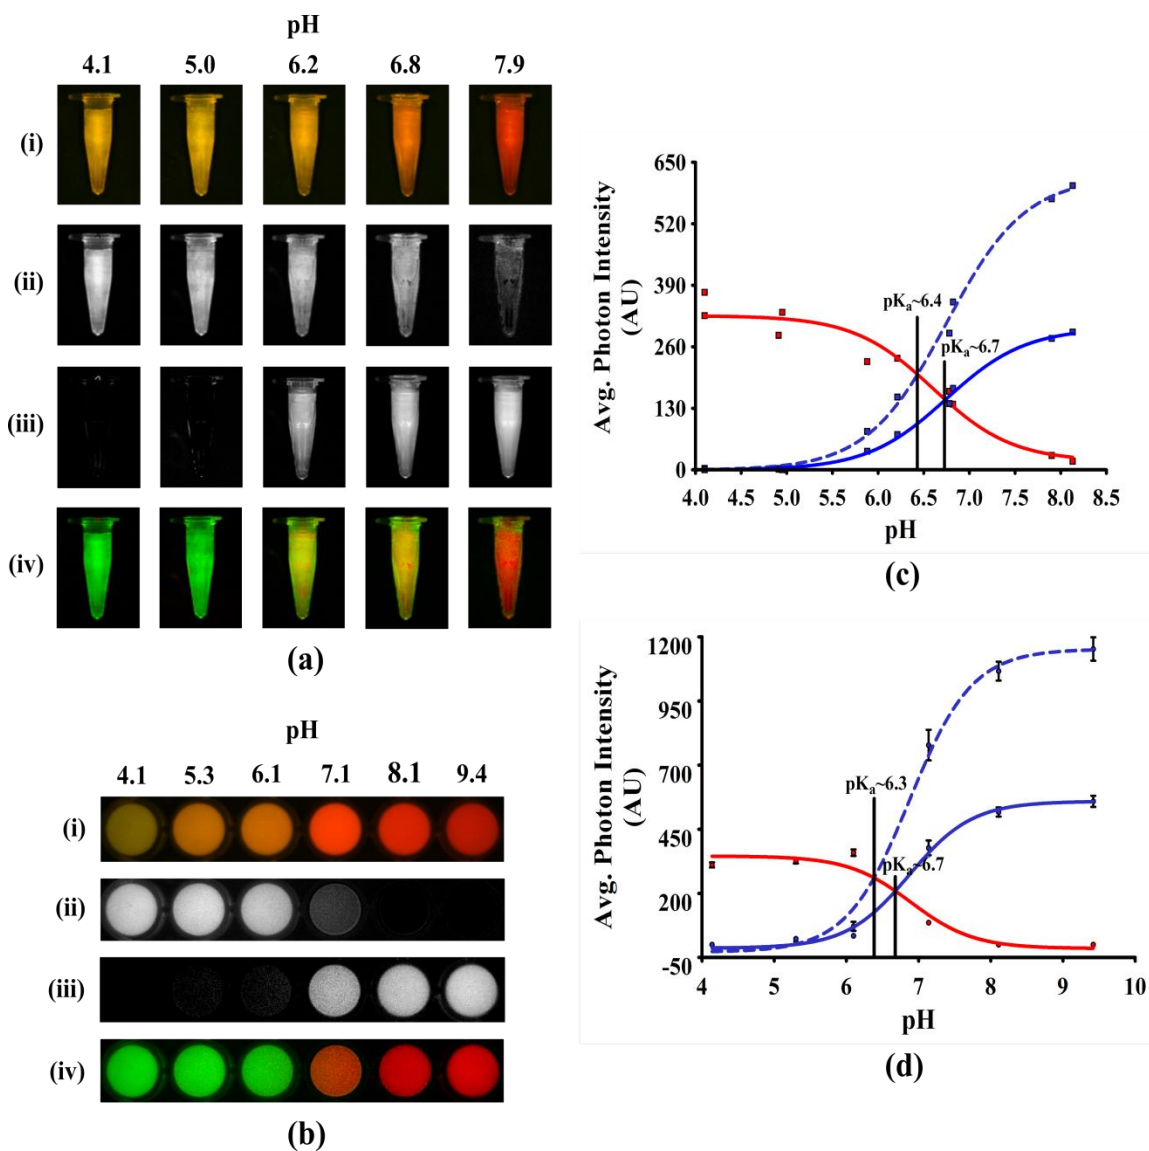 pH
4.1 5.0 6.2 6.8 7.9
(i)
(ii)
(iii)
(iv)
(a)
pH
4.1 5.3 6.1 7.1 8.1 9.4
(i)
(ii)
(iii)
(iv)
(b)
Avg. Photon Intensity
(AU)
650
520
390
260
130
0
pKa~6.4
pKa~6.7
4.0 4.5 5.0 5.5 6.0 6.5 7.0 7.5 8.0 8.5
pH
(c)
Avg. Photon Intensity
(AU)
1200
950
700
450
200
-50
pKa~6.3
pKa~6.7
4 5 6 7 8 9 10
pH
(d)